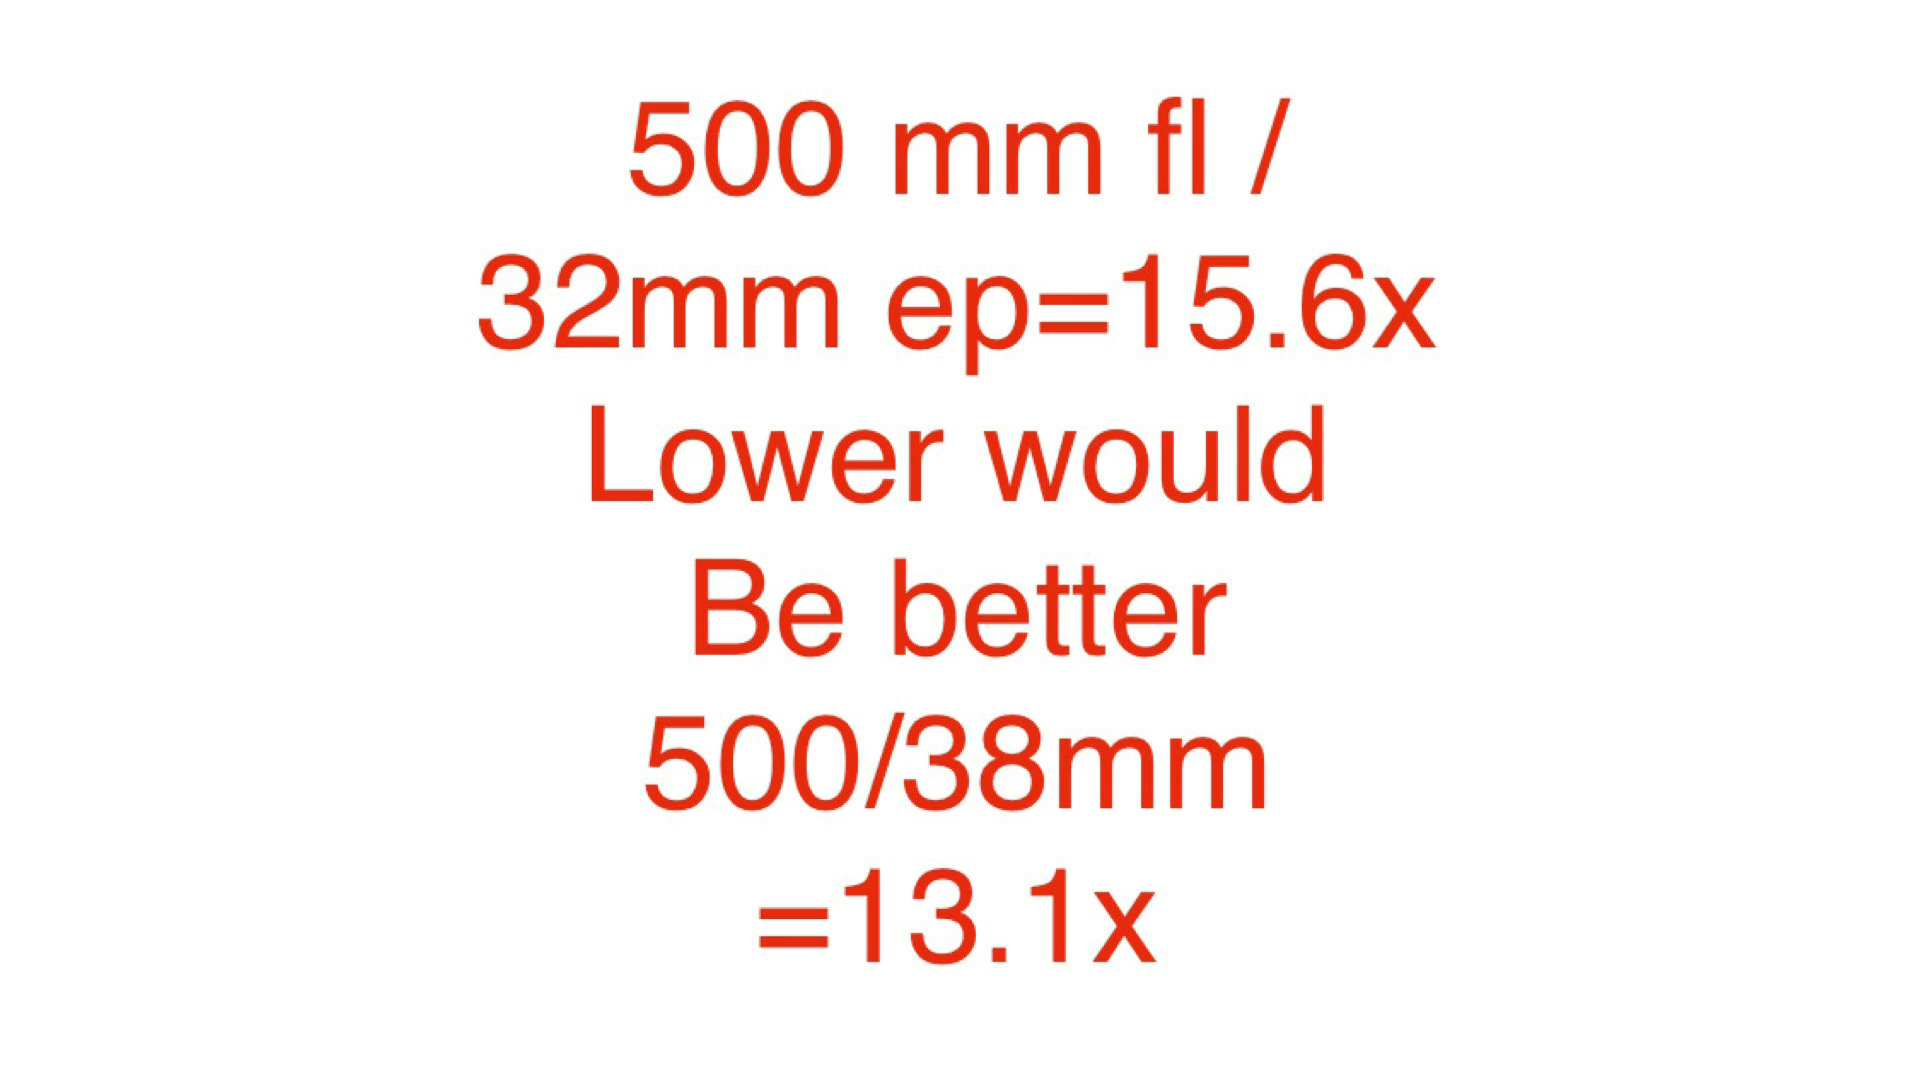 500 mm fl /
32mm ep=15.6x
Lower would
Be better
500/38mm
=13.1x